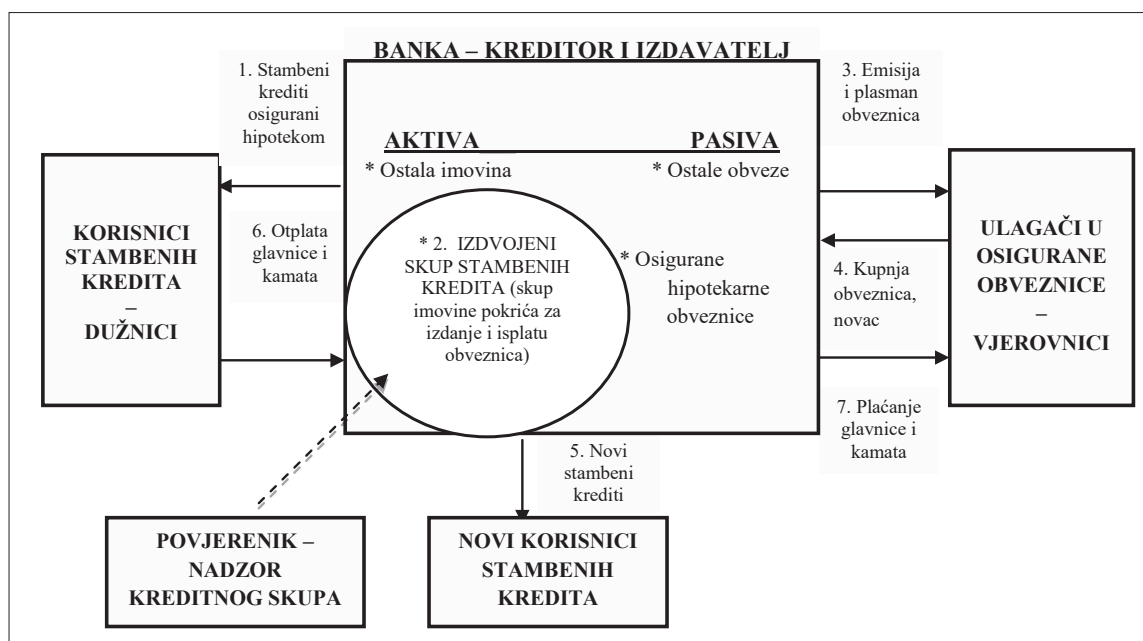 BANKA – KREDITOR I IZDAVATELJ
1. Stambeni
krediti
osigurani
hipotekom
3. Emisija
i plasman
obveznica
AKTIVA
PASIVA
* Ostala imovina
* Ostale obveze
KORISNICI
STAMBENIH
KREDITA
–
DUŽNICI
6. Otplata
glavnice i
kamata
* 2. IZDVOJENI
SKUP STAMBENIH
KREDITA (skup
imovine pokrića za
izdanje i isplatu
obveznica)
* Osigurane
hipotekarne
obveznice
4. Kupnja
obveznica,
novac
ULAGAČI U
OSIGURANE
OBVEZNICE
–
VJEROVNICI
7. Plaćanje
glavnice i
kamata
5. Novi
stambeni
krediti
POVJERENIK –
NADZOR
KREDITNOG SKUPA
NOVI KORISNICI
STAMBENIH
KREDITA